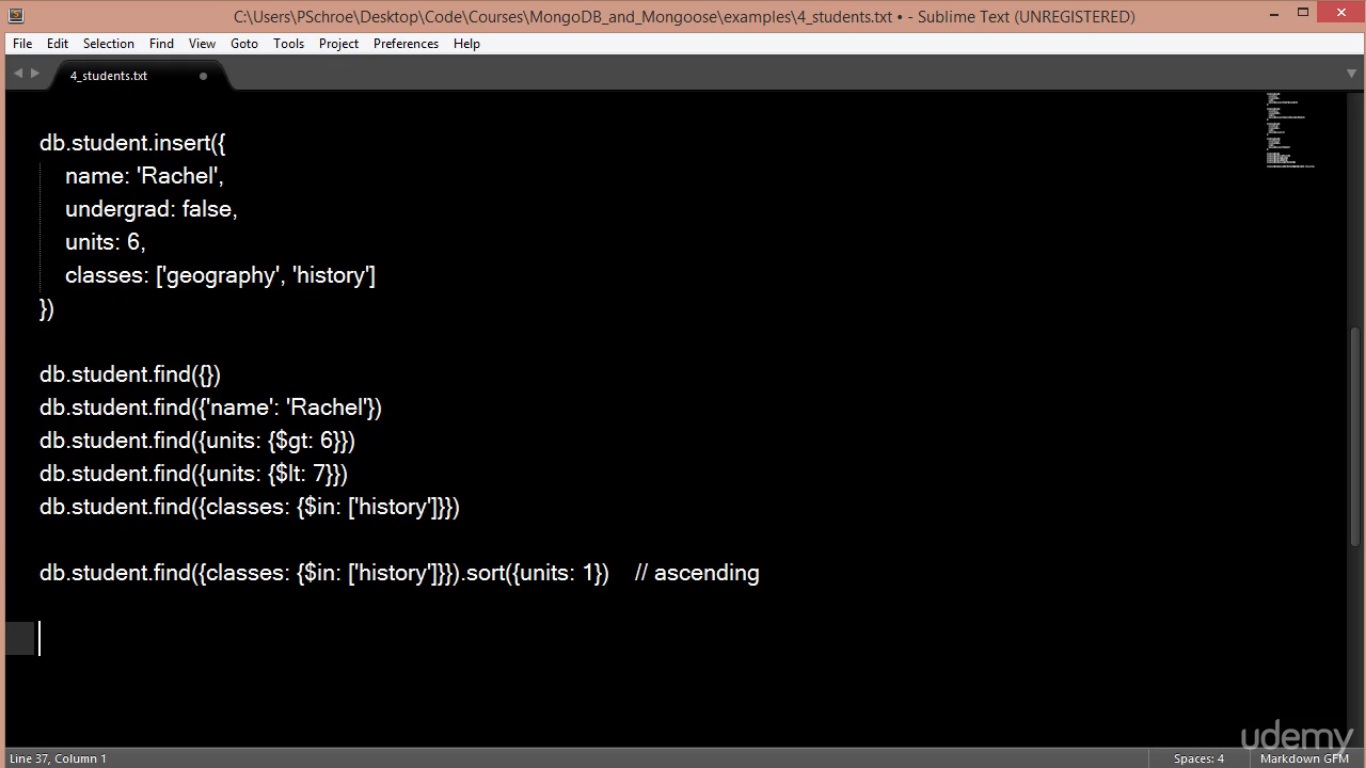 C:\Users\PSchroe\Desktop\Code\Courses\MongoDB_and_Mongoose\examples\4_students.txt • - Sublime Text (UNREGISTERED)
File Edit Selection Find View Goto Tools Project Preferences Help
4_students.txt
db.student.insert({
name: 'Rachel',
undergrad: false,
units: 6,
classes: ['geography', 'history']
})
db.student.find({})
db.student.find({'name': 'Rachel'})
db.student.find({units: {$gt: 6}})
db.student.find({units: {$lt: 7}})
db.student.find({classes: {$in: ['history']}})
db.student.find({classes: {$in: ['history']}}).sort({units: 1}) // ascending
udemy
Line 37, Column 1 Spaces: 4 Markdown GFM